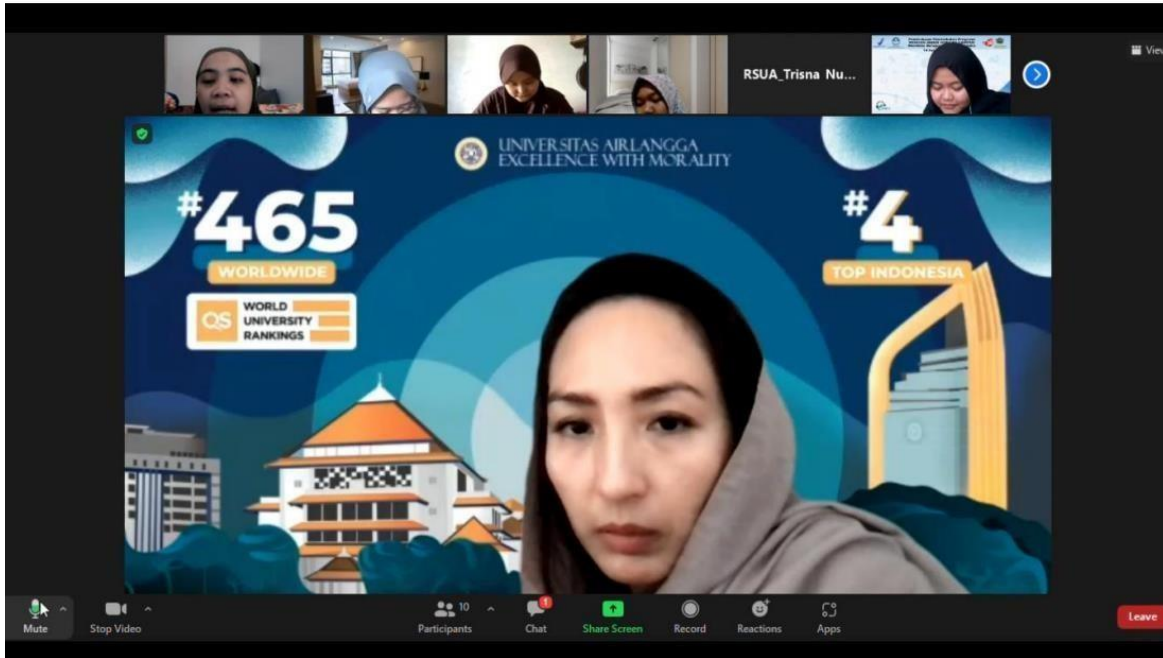 View
RSUA_Trisna Nu...
UNIVERSITAS AIRLANGGA
EXCELLENCE WITH MORALITY
#465
WORLDWIDE
QS
WORLD
UNIVERSITY
RANKINGS
#4
TOP INDONESIA
Mute
Stop Video
10
Participants
1
Chat
Share Screen
Record
Reactions
Apps
Leave